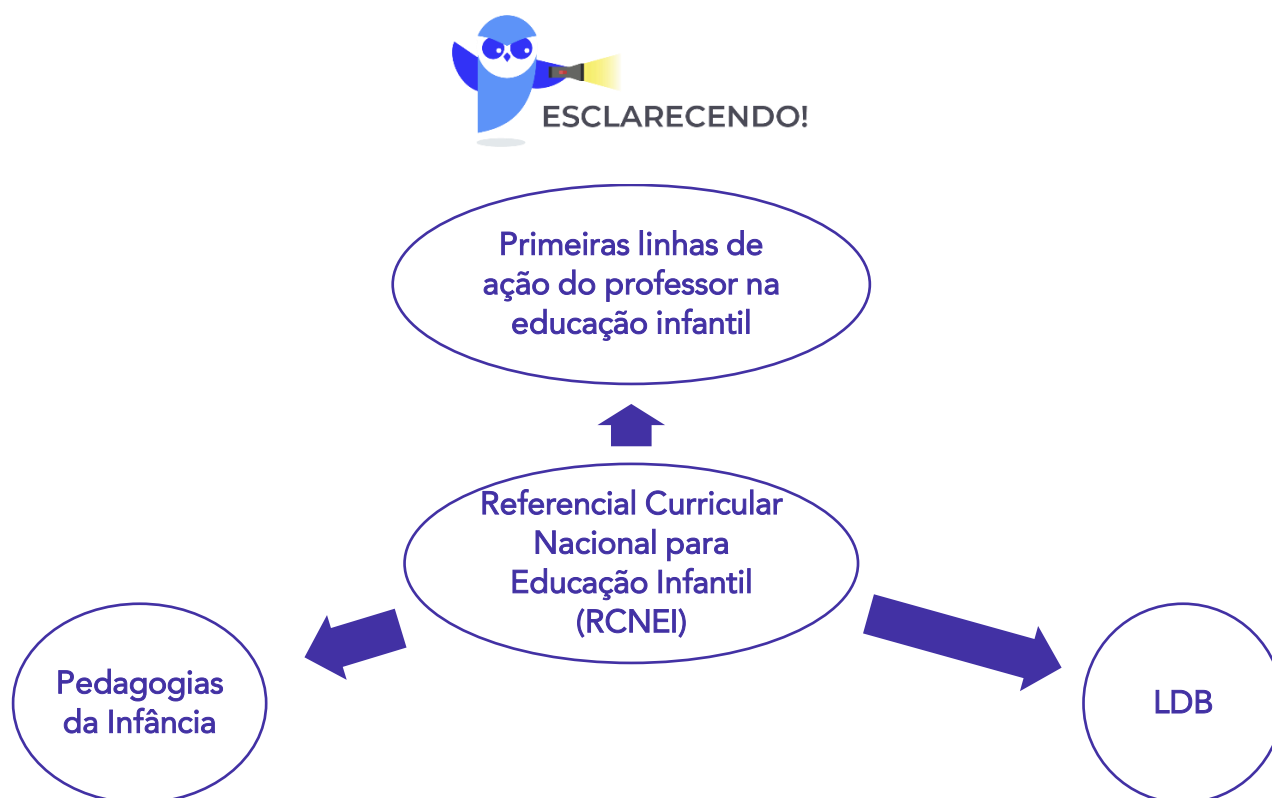 ESCLARECENDO!
Primeiras linhas de
ação do professor na
educação infantil
Referencial Curricular
Nacional para
Educação Infantil
(RCNEI)
Pedagogias
da Infância
LDB